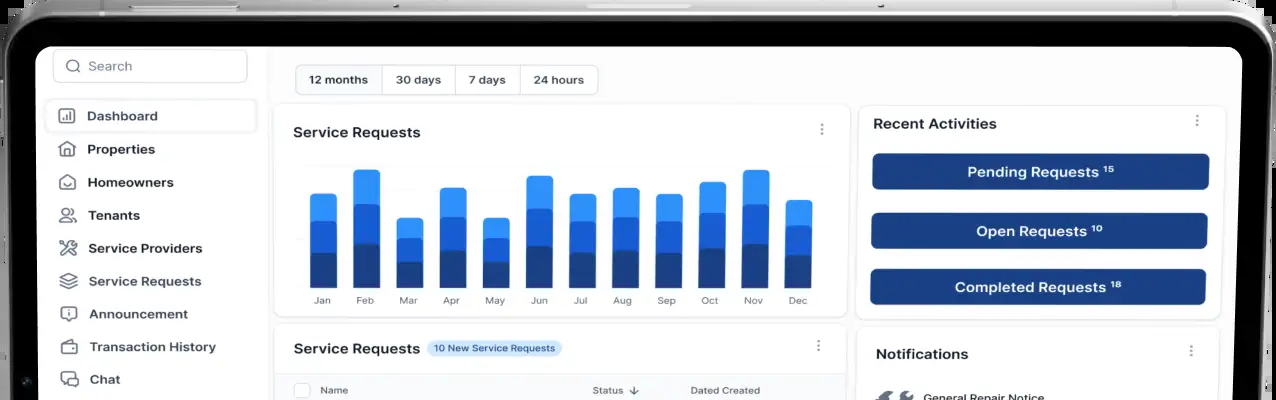 Search
Dashboard
Properties
Homeowners
Tenants
Service Providers
Service Requests
Announcement
Transaction History
Chat
12 months 30 days 7 days 24 hours
Service Requests
Jan Feb Mar Apr May Jun Jul Aug Sep Oct Nov Dec
Recent Activities
Pending Requests 15
Open Requests 10
Completed Requests 18
Service Requests 10 New Service Requests
Name Status Dated Created
Notifications
General Repair Notice